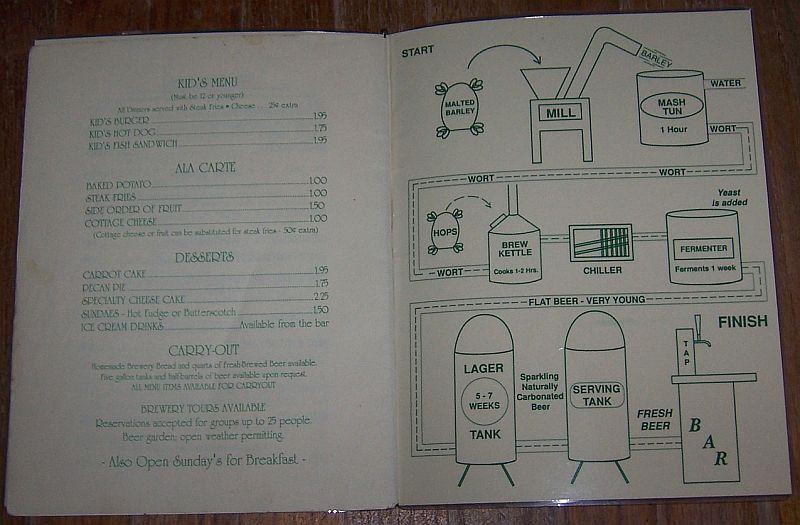 KID'S MENU
(Must be 12 or younger)
All Dinners served with Steak Fries • Cheese . . . 25¢ extra
KID'S BURGER 1.95
KID'S HOT DOG 1.75
KID'S FISH SANDWICH 1.95
ALA CARTE
BAKED POTATO 1.00
STEAK FRIES 1.00
SIDE ORDER OF FRUIT 1.50
COTTAGE CHEESE 1.00
(Cottage cheese or fruit can be substituted for steak fries - 50¢ extra)
DESSERTS
CARROT CAKE 1.95
PECAN PIE 1.75
SPECIALTY CHEESE CAKE 2.25
SUNDAES - Hot Fudge or Butterscotch 1.50
ICE CREAM DRINKS Available from the bar
CARRY-OUT
Homemade Brewery Bread and quarts of Fresh Brewed Beer available.
Five gallon tanks and half-barrels of beer available upon request.
ALL MENU ITEMS AVAILABLE FOR CARRYOUT
BREWERY TOURS AVAILABLE
Reservations accepted for groups up to 25 people.
Beer garden; open weather permitting.
- Also Open Sunday's for Breakfast -
START
MALTED
BARLEY
MILL
BARLEY
WATER
MASH
TUN
1 Hour
WORT
WORT
WORT
HOPS
WORT
BREW
KETTLE
Cooks 1-2 Hrs.
CHILLER
Yeast
is added
FERMENTER
Ferments 1 week
FLAT BEER - VERY YOUNG
LAGER
5 - 7
WEEKS
TANK
Sparkling
Naturally
Carbonated
Beer
SERVING
TANK
FINISH
TAP
FRESH
BEER
BAR